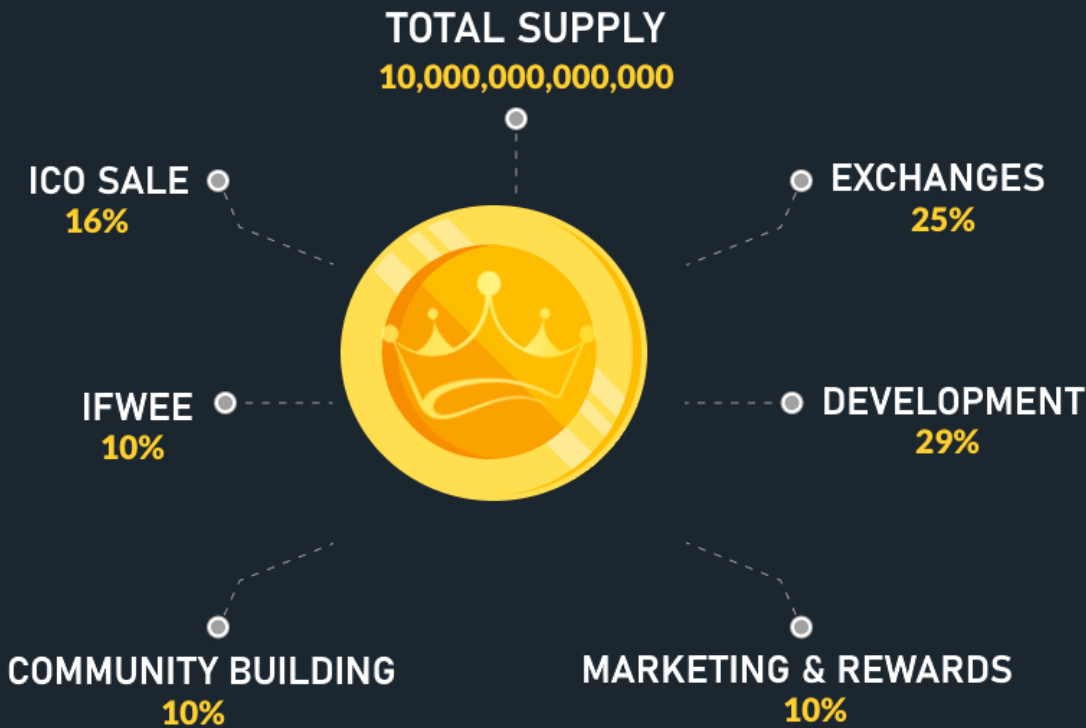 TOTAL SUPPLY
10,000,000,000,000
ICO SALE
16%
EXCHANGES
25%
IFWEE
10%
DEVELOPMENT
29%
COMMUNITY BUILDING
10%
MARKETING & REWARDS
10%